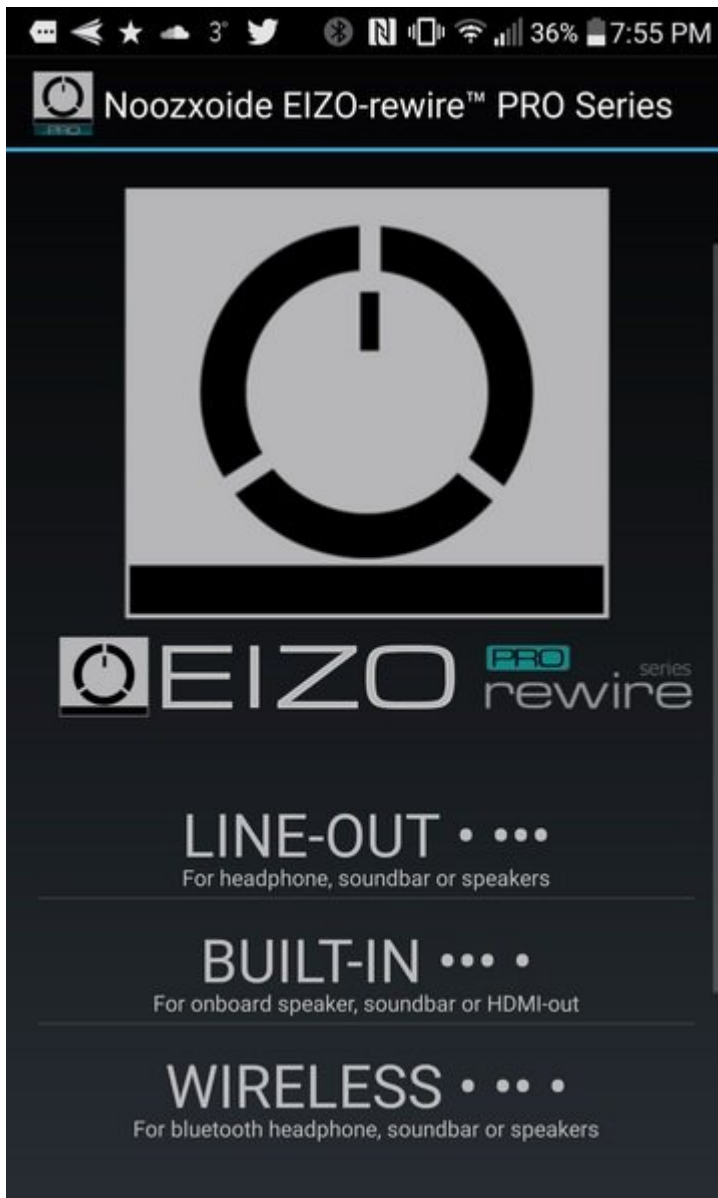 3° 36% 7:55 PM
PRO Noozxoide EIZO-rewire™ PRO Series
EIZO PRO rewire series
LINE-OUT • •••
For headphone, soundbar or speakers
BUILT-IN ••• •
For onboard speaker, soundbar or HDMI-out
WIRELESS • •• •
For bluetooth headphone, soundbar or speakers